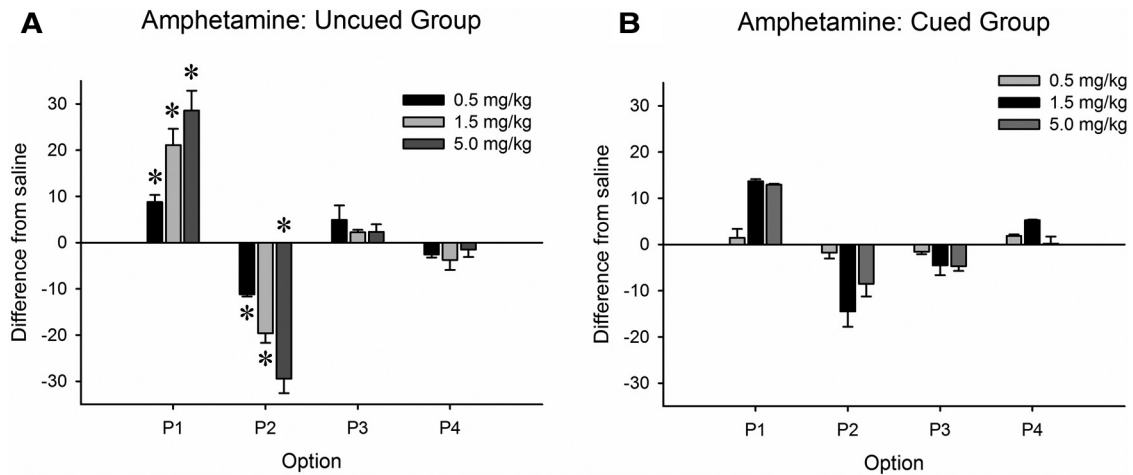 A
Amphetamine: Uncued Group
0.5 mg/kg
1.5 mg/kg
5.0 mg/kg
Difference from saline
30
20
10
0
-10
-20
-30
* * *
* * *
P1 P2 P3 P4
Option
B
Amphetamine: Cued Group
0.5 mg/kg
1.5 mg/kg
5.0 mg/kg
Difference from saline
30
20
10
0
-10
-20
-30
P1 P2 P3 P4
Option